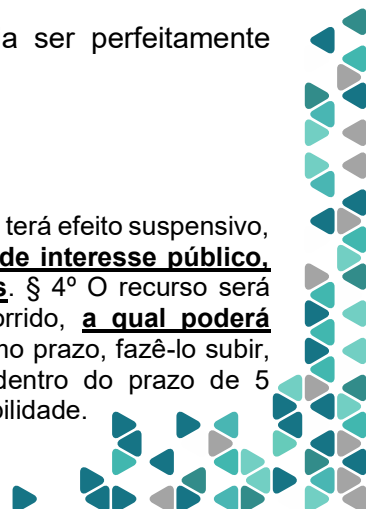 a ser perfeitamente
terá efeito suspensivo,
de interesse público,
s. § 4º O recurso será
orrido, a qual poderá
no prazo, fazê-lo subir,
dentro do prazo de 5
bilidade.